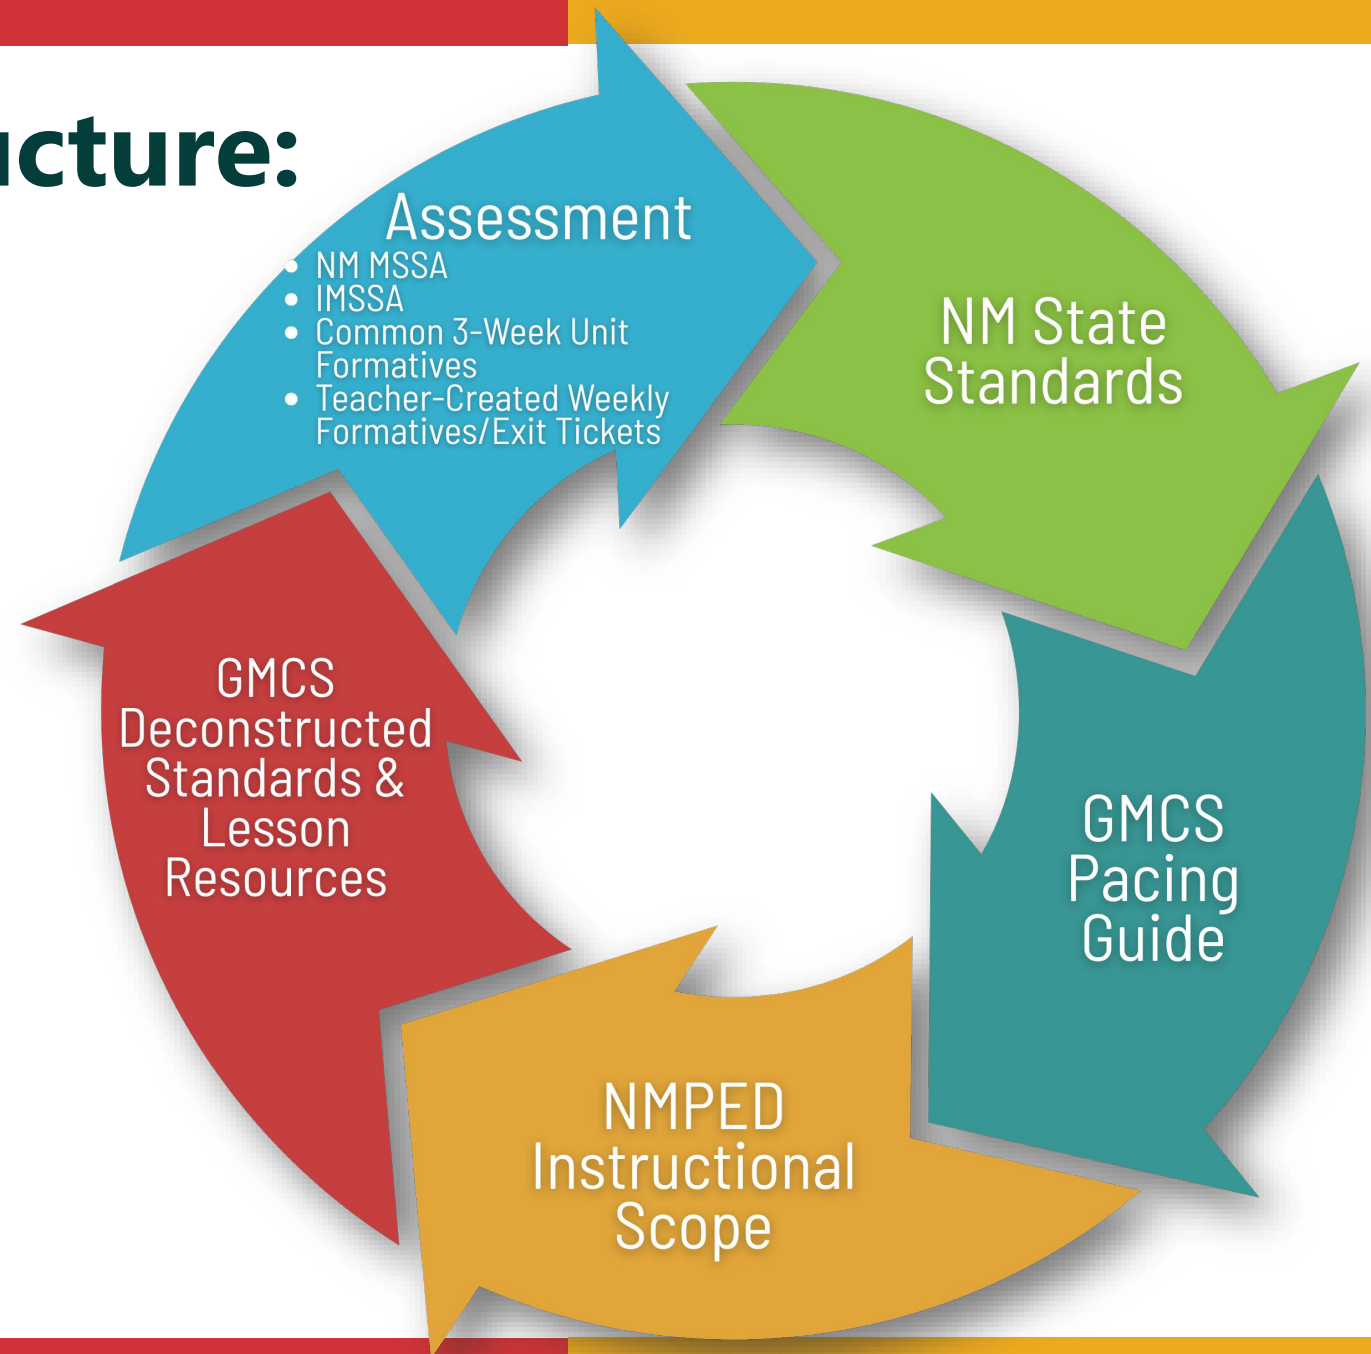 ucture:
Assessment
• NM MSSA
• IMSSA
• Common 3-Week Unit
Formatives
• Teacher-Created Weekly
Formatives/Exit Tickets
NM State
Standards
GMCS
Pacing
Guide
NMPED
Instructional
Scope
GMCS
Deconstructed
Standards &
Lesson
Resources